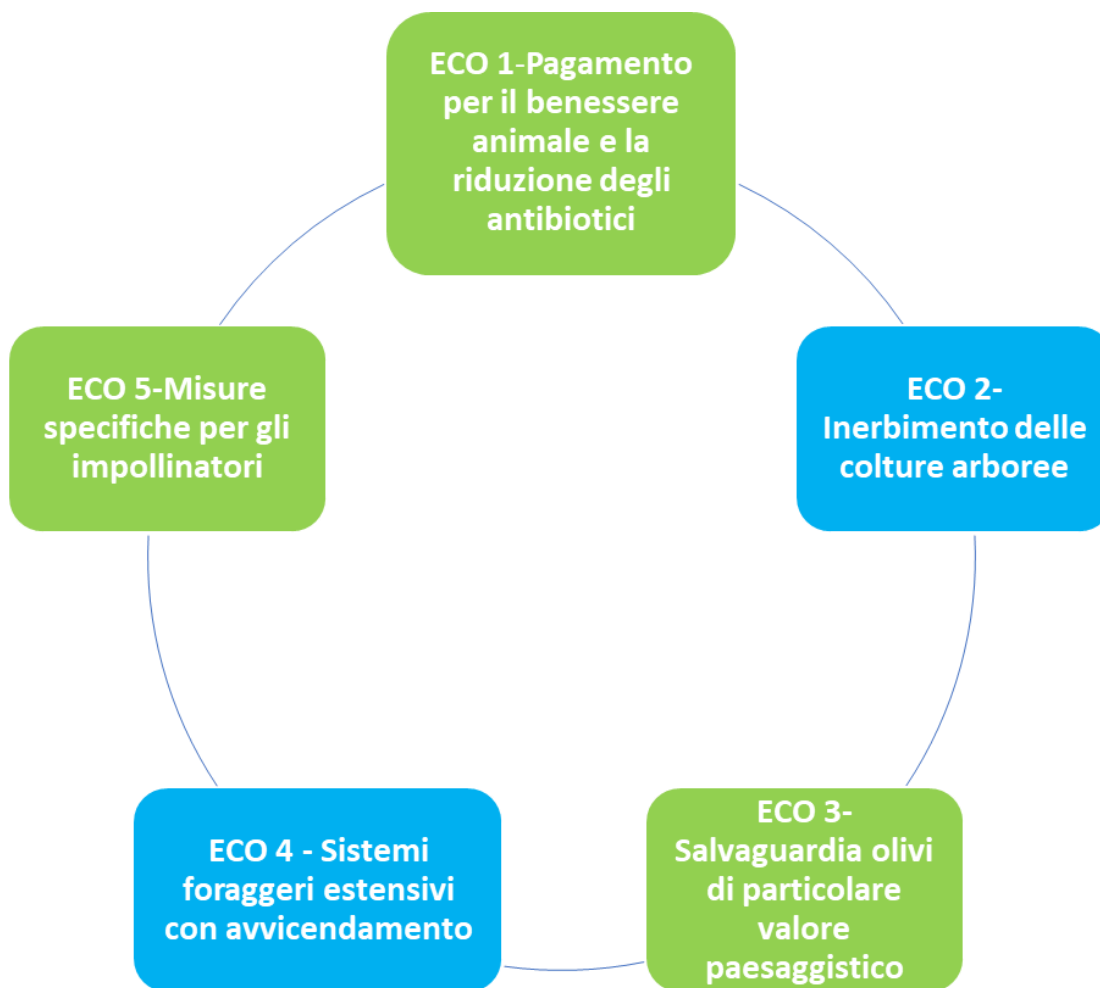 ECO 1-Pagamento
per il benessere
animale e la
riduzione degli
antibiotici
ECO 2-
Inerbimento delle
colture arboree
ECO 3-
Salvaguardia olivi
di particolare
valore
paesaggistico
ECO 4 - Sistemi
foraggeri estensivi
con avvicendamento
ECO 5-Misure
specifiche per gli
impollinatori